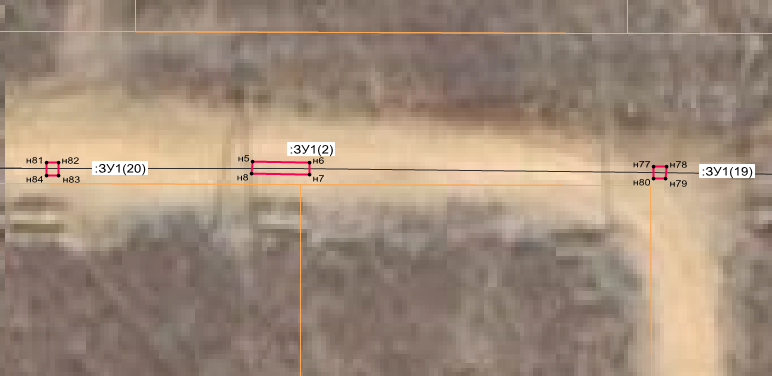 :ЗУ1(2)
н5
н6
н81
н82
:ЗУ1(20)
н77
н78
:ЗУ1(19)
н8
н7
н84
н83
н80
н79